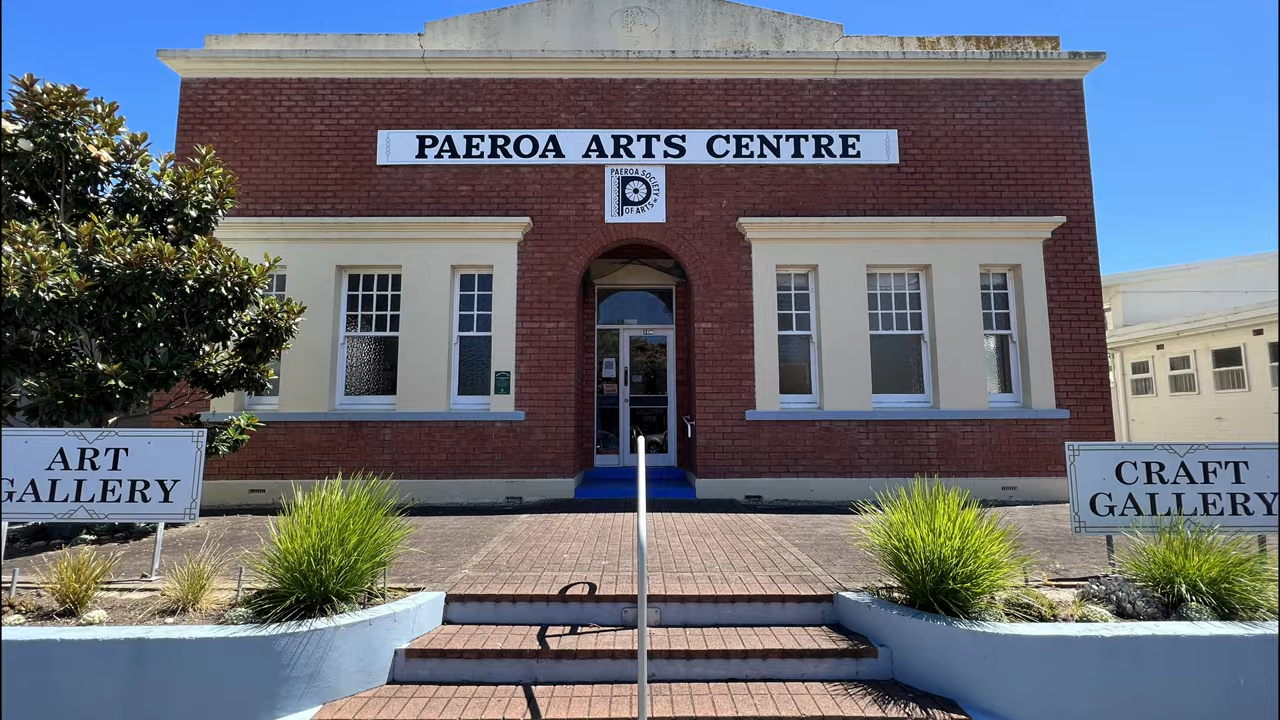 PAEROA ARTS CENTRE
PAEROA SOCIETY
OF ARTS
ART
GALLERY
CRAFT
GALLERY